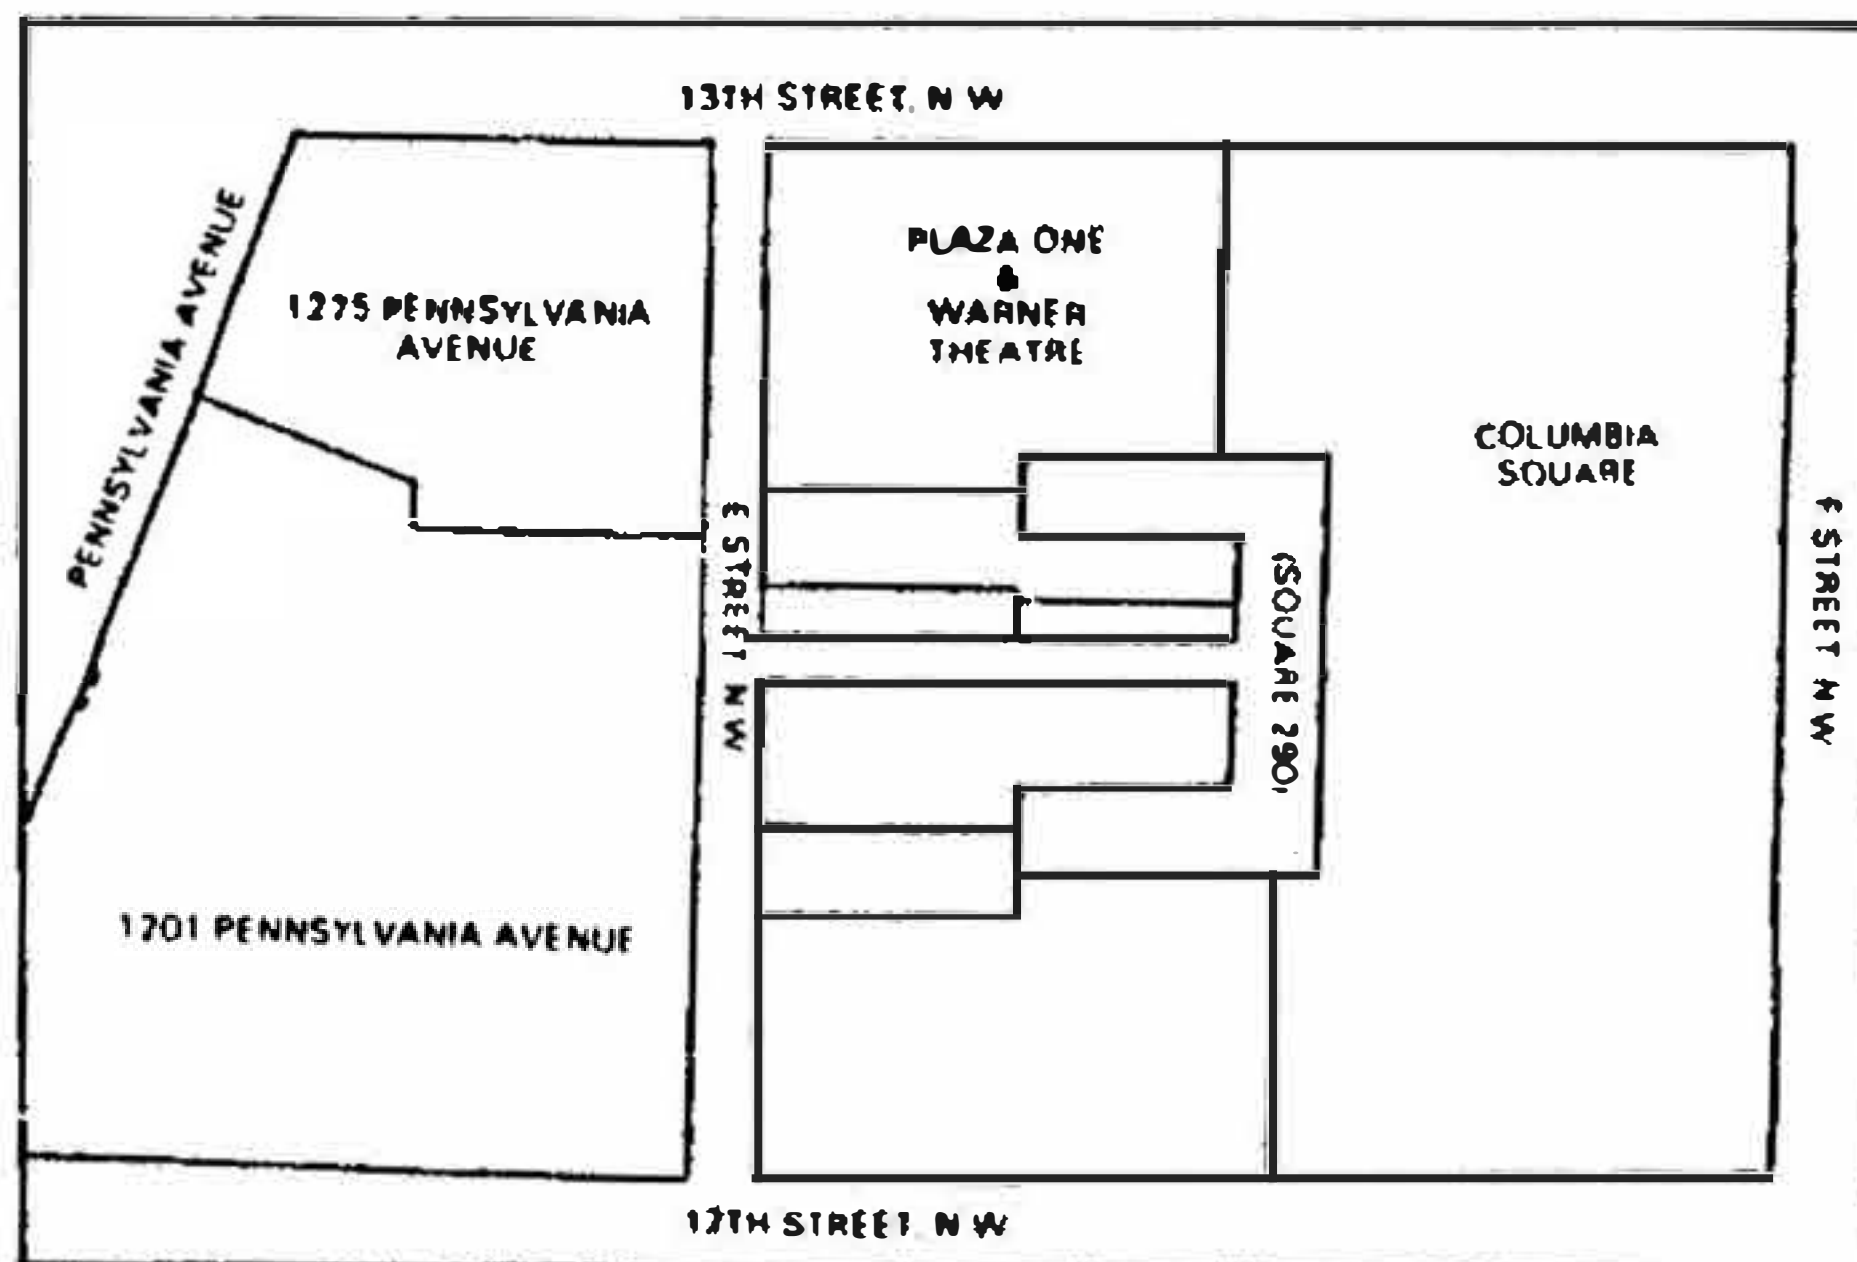 13TH STREET, N W
PENNSYLVANIA AVENUE
1275 PENNSYLVANIA
AVENUE
PLAZA ONE
&
WARNER
THEATRE
COLUMBIA
SQUARE
E STREET N W
(SQUARE 290)
F STREET N W
1201 PENNSYLVANIA AVENUE
12TH STREET, N W